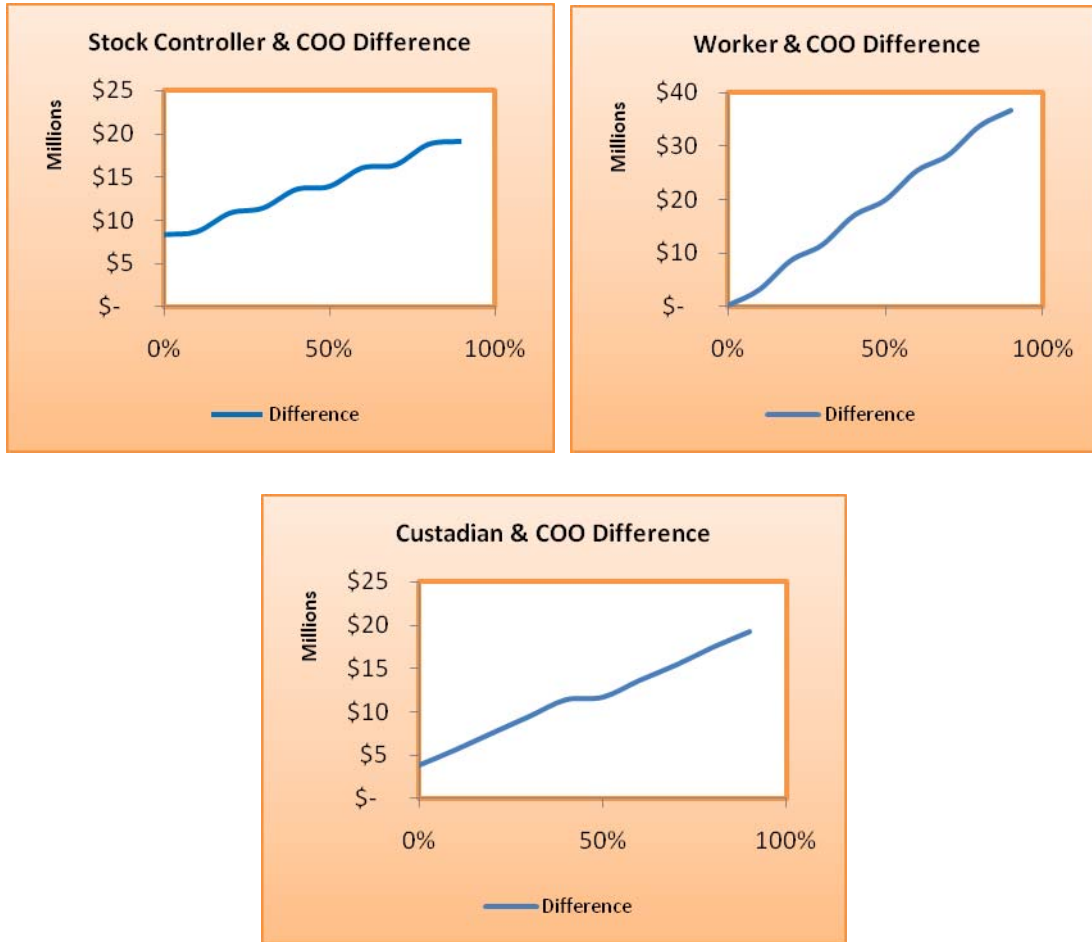 Stock Controller & COO Difference
Millions
$25
$20
$15
$10
$5
$-
0% 50% 100%
Difference
Worker & COO Difference
Millions
$40
$30
$20
$10
$-
0% 50% 100%
Difference
Custadian & COO Difference
Millions
$25
$20
$15
$10
$5
$-
0% 50% 100%
Difference